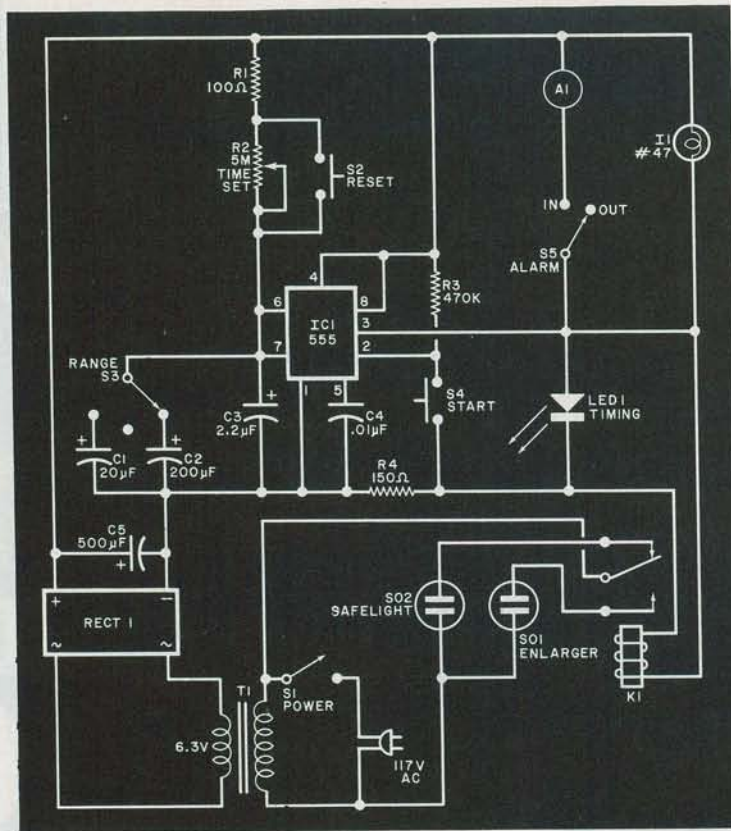 R1
100Ω
R2
5M
TIME
SET
S2
RESET
A1
I1
#47
IN
OUT
S5
ALARM
4
6
8
IC1
555
3
7
2
1
5
R3
470K
RANGE
S3
C1
20µF
C2
200µF
C3
2.2µF
C4
.01µF
S4
START
LED1
TIMING
R4
150Ω
C5
500µF
+
+
+
+
+ –
RECT 1
~ ~
SO2
SAFELIGHT
SO1
ENLARGER
K1
T1
6.3V
S1
POWER
117V
AC